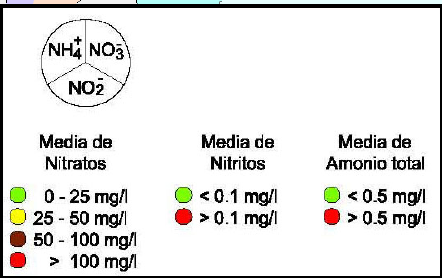 NH4+ NO3-
NO2-
Media de Nitratos
0 - 25 mg/l
25 - 50 mg/l
50 - 100 mg/l
> 100 mg/l
Media de Nitritos
< 0.1 mg/l
> 0.1 mg/l
Media de Amonio total
< 0.5 mg/l
> 0.5 mg/l